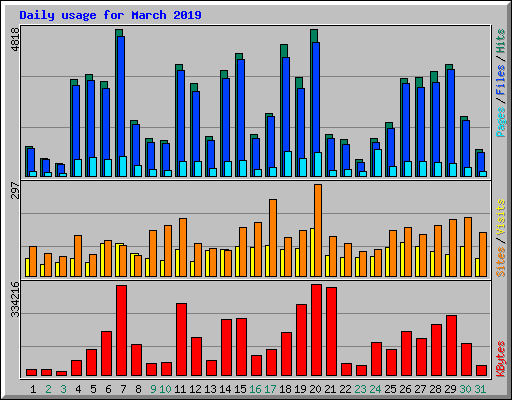 Daily usage for March 2019
4818
297
334216
Pages / Files / Hits
Sites / Visits
KBytes
1 2 3 4 5 6 7 8 9 10 11 12 13 14 15 16 17 18 19 20 21 22 23 24 25 26 27 28 29 30 31